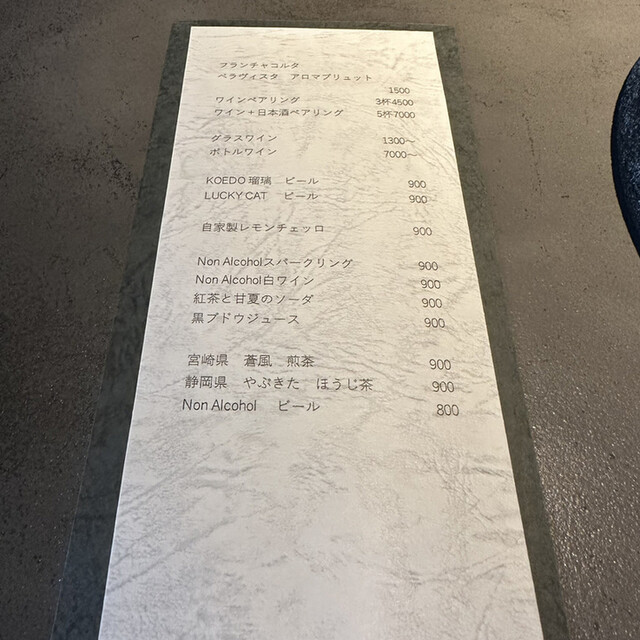 フランチャコルタ
ベラヴィスタ　アロマブリュット
1500
ワインペアリング　3杯4500
ワイン＋日本酒ペアリング　5杯7000
グラスワイン　1300〜
ボトルワイン　7000〜
KOEDO 瑠璃　ビール　900
LUCKY CAT　ビール　900
自家製レモンチェッロ　900
Non Alcoholスパークリング　900
Non Alcohol白ワイン　900
紅茶と甘夏のソーダ　900
黒ブドウジュース　900
宮崎県　蒼風　煎茶　900
静岡県　やぶきた　ほうじ茶　900
Non Alcohol　ビール　800